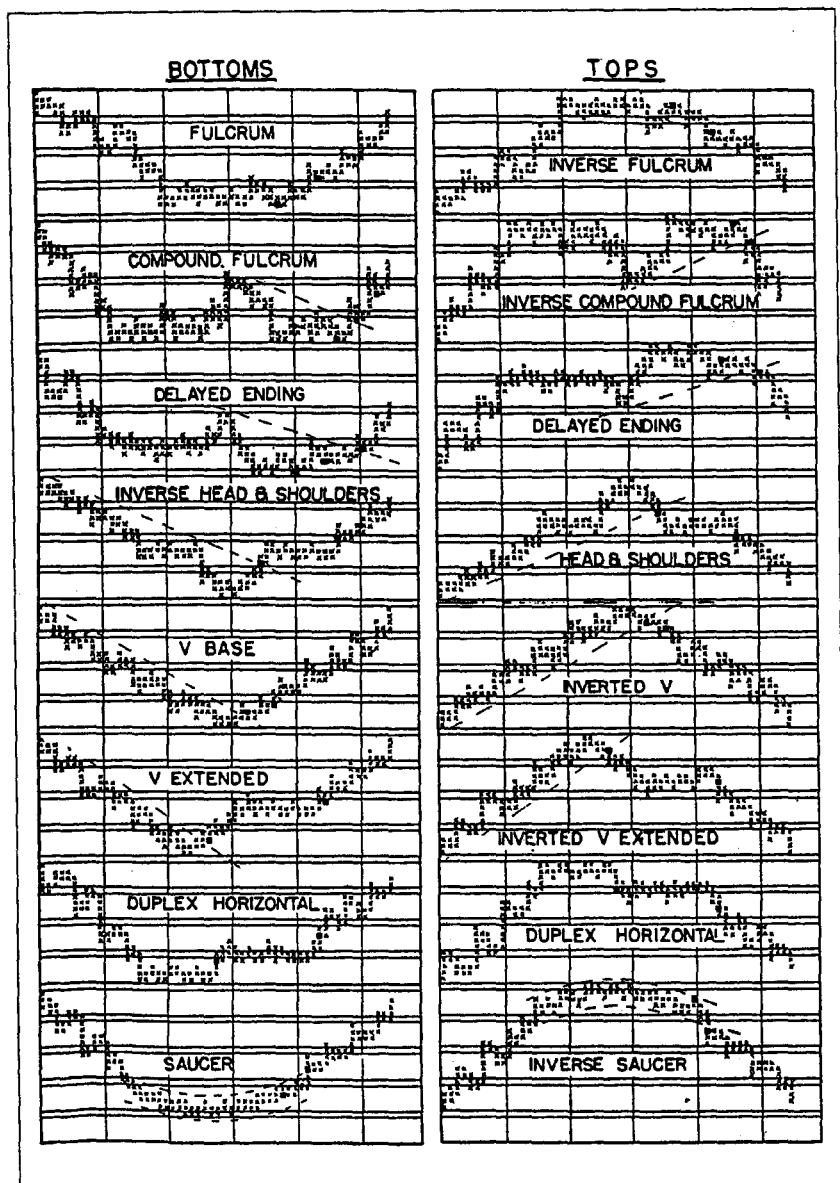 BOTTOMS
FULCRUM
COMPOUND. FULCRUM
DELAYED ENDING
INVERSE HEAD & SHOULDERS
V BASE
V EXTENDED
DUPLEX HORIZONTAL
SAUCER
TOPS
INVERSE FULCRUM
INVERSE COMPOUND FULCRUM
DELAYED ENDING
HEAD & SHOULDERS
INVERTED V
INVERTED V EXTENDED
DUPLEX HORIZONTAL
INVERSE SAUCER